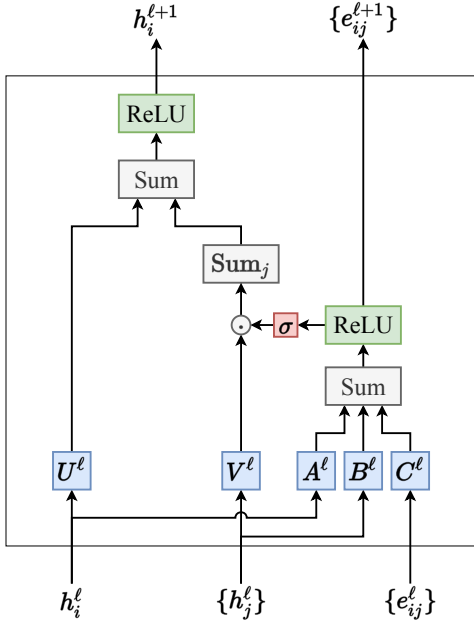 h_i^{ℓ+1} {e_{ij}^{ℓ+1}}
ReLU
Sum
Sum_j
⊙ σ ReLU
Sum
U^ℓ V^ℓ A^ℓ B^ℓ C^ℓ
h_i^ℓ {h_j^ℓ} {e_{ij}^ℓ}